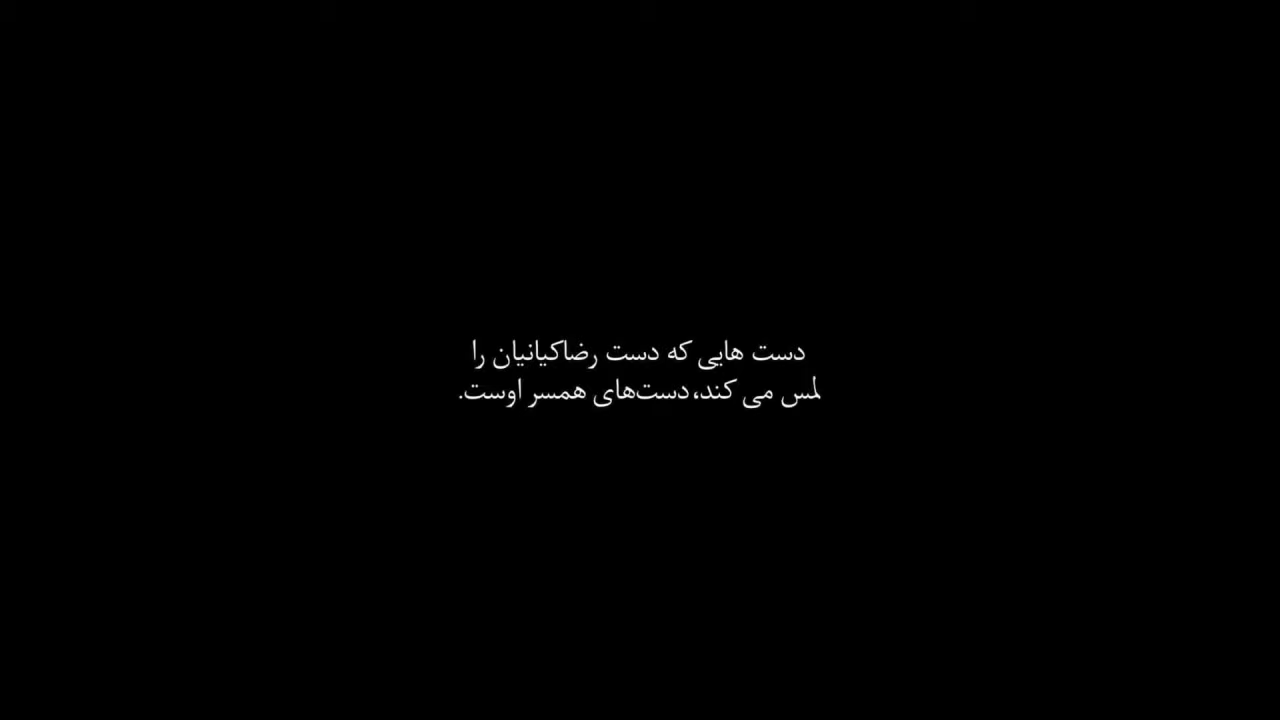 دست هایی که دست رضاکیانیان را
لمس می کند،دست‌های همسر اوست.